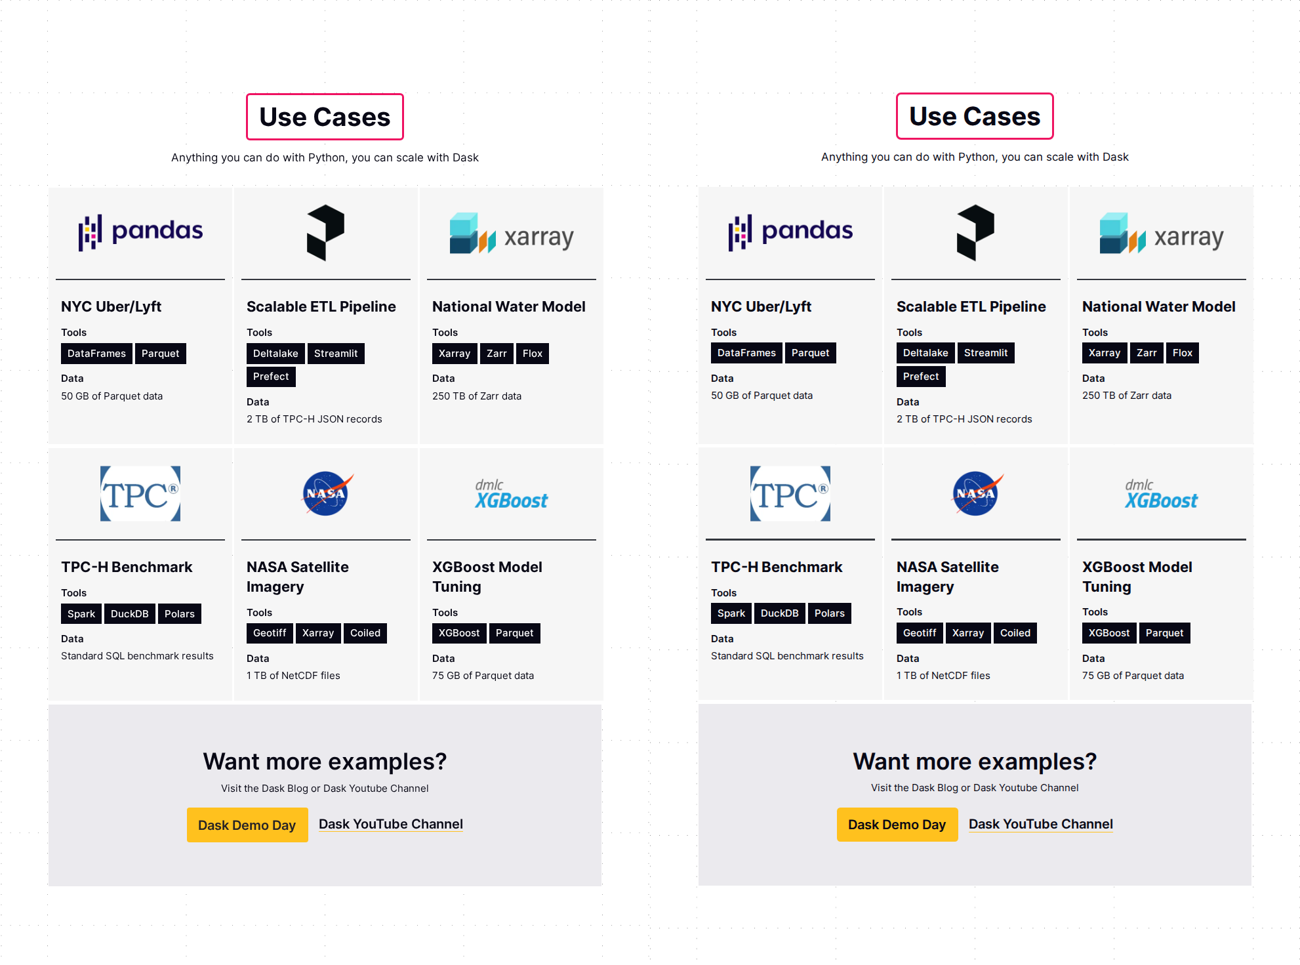 Use Cases
Anything you can do with Python, you can scale with Dask
pandas
xarray
NYC Uber/Lyft
Tools
DataFrames Parquet
Data
50 GB of Parquet data
Scalable ETL Pipeline
Tools
Deltalake Streamlit
Prefect
Data
2 TB of TPC-H JSON records
National Water Model
Tools
Xarray Zarr Flox
Data
250 TB of Zarr data
TPC®
NASA
dmlc
XGBoost
TPC-H Benchmark
Tools
Spark DuckDB Polars
Data
Standard SQL benchmark results
NASA Satellite
Imagery
Tools
Geotiff Xarray Coiled
Data
1 TB of NetCDF files
XGBoost Model
Tuning
Tools
XGBoost Parquet
Data
75 GB of Parquet data
Want more examples?
Visit the Dask Blog or Dask Youtube Channel
Dask Demo Day Dask YouTube Channel
Use Cases
Anything you can do with Python, you can scale with Dask
pandas
xarray
NYC Uber/Lyft
Tools
DataFrames Parquet
Data
50 GB of Parquet data
Scalable ETL Pipeline
Tools
Deltalake Streamlit
Prefect
Data
2 TB of TPC-H JSON records
National Water Model
Tools
Xarray Zarr Flox
Data
250 TB of Zarr data
TPC®
NASA
dmlc
XGBoost
TPC-H Benchmark
Tools
Spark DuckDB Polars
Data
Standard SQL benchmark results
NASA Satellite
Imagery
Tools
Geotiff Xarray Coiled
Data
1 TB of NetCDF files
XGBoost Model
Tuning
Tools
XGBoost Parquet
Data
75 GB of Parquet data
Want more examples?
Visit the Dask Blog or Dask Youtube Channel
Dask Demo Day Dask YouTube Channel